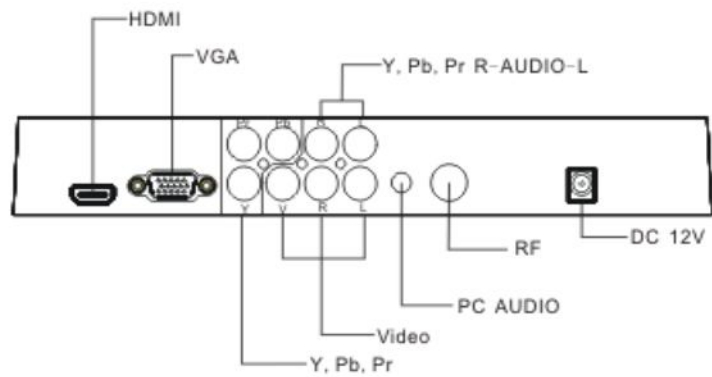 HDMI
VGA
Y, Pb, Pr R-AUDIO-L
Pr Pb R L
Y V R L
DC 12V
RF
PC AUDIO
Video
Y, Pb, Pr